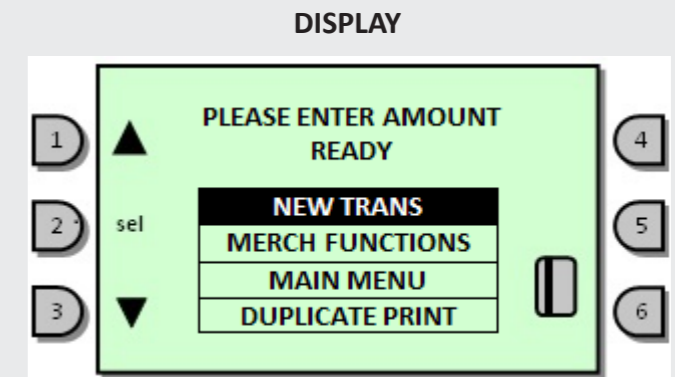 DISPLAY
PLEASE ENTER AMOUNT
READY
1
4
NEW TRANS
2
sel
5
MERCH FUNCTIONS
MAIN MENU
3
6
DUPLICATE PRINT